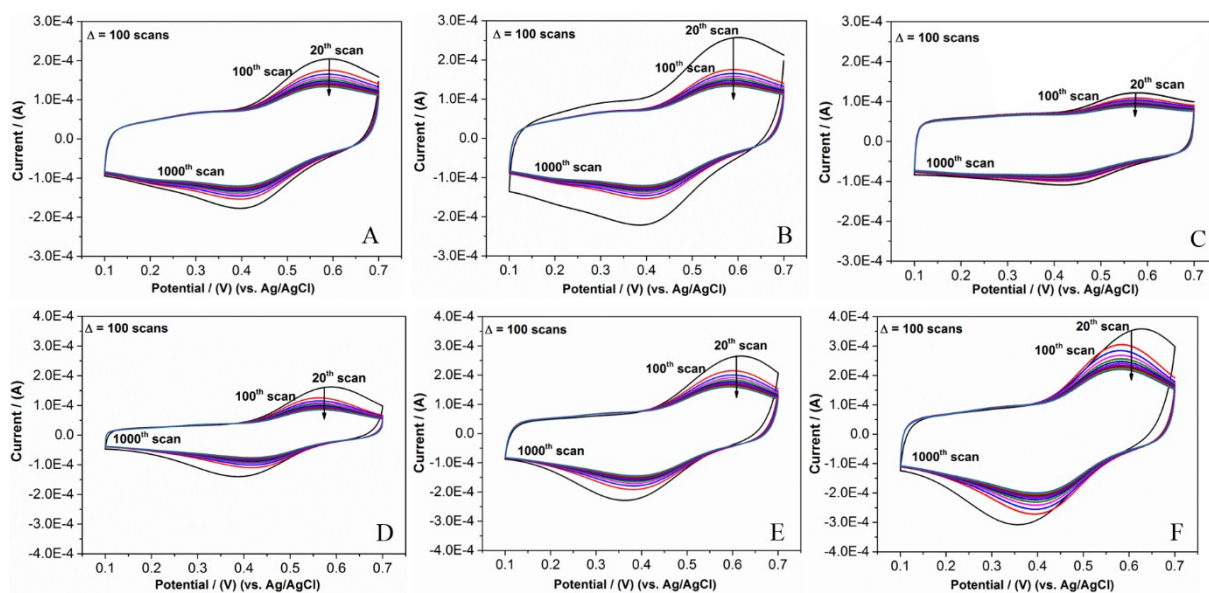 Δ = 100 scans
20th scan
100th scan
1000th scan
A
3.0E-4
2.0E-4
1.0E-4
0.0
-1.0E-4
-2.0E-4
-3.0E-4
Current / (A)
0.1 0.2 0.3 0.4 0.5 0.6 0.7
Potential / (V) (vs. Ag/AgCl)
Δ = 100 scans
20th scan
100th scan
1000th scan
B
3.0E-4
2.0E-4
1.0E-4
0.0
-1.0E-4
-2.0E-4
-3.0E-4
Current / (A)
0.1 0.2 0.3 0.4 0.5 0.6 0.7
Potential / (V) (vs. Ag/AgCl)
Δ = 100 scans
20th scan
100th scan
1000th scan
C
3.0E-4
2.0E-4
1.0E-4
0.0
-1.0E-4
-2.0E-4
-3.0E-4
Current / (A)
0.1 0.2 0.3 0.4 0.5 0.6 0.7
Potential / (V) (vs. Ag/AgCl)
Δ = 100 scans
20th scan
100th scan
1000th scan
D
4.0E-4
3.0E-4
2.0E-4
1.0E-4
0.0
-1.0E-4
-2.0E-4
-3.0E-4
-4.0E-4
Current / (A)
0.1 0.2 0.3 0.4 0.5 0.6 0.7
Potential / (V) (vs. Ag/AgCl)
Δ = 100 scans
20th scan
100th scan
1000th scan
E
4.0E-4
3.0E-4
2.0E-4
1.0E-4
0.0
-1.0E-4
-2.0E-4
-3.0E-4
-4.0E-4
Current / (A)
0.1 0.2 0.3 0.4 0.5 0.6 0.7
Potential / (V) (vs. Ag/AgCl)
Δ = 100 scans
20th scan
100th scan
1000th scan
F
4.0E-4
3.0E-4
2.0E-4
1.0E-4
0.0
-1.0E-4
-2.0E-4
-3.0E-4
-4.0E-4
Current / (A)
0.1 0.2 0.3 0.4 0.5 0.6 0.7
Potential / (V) (vs. Ag/AgCl)